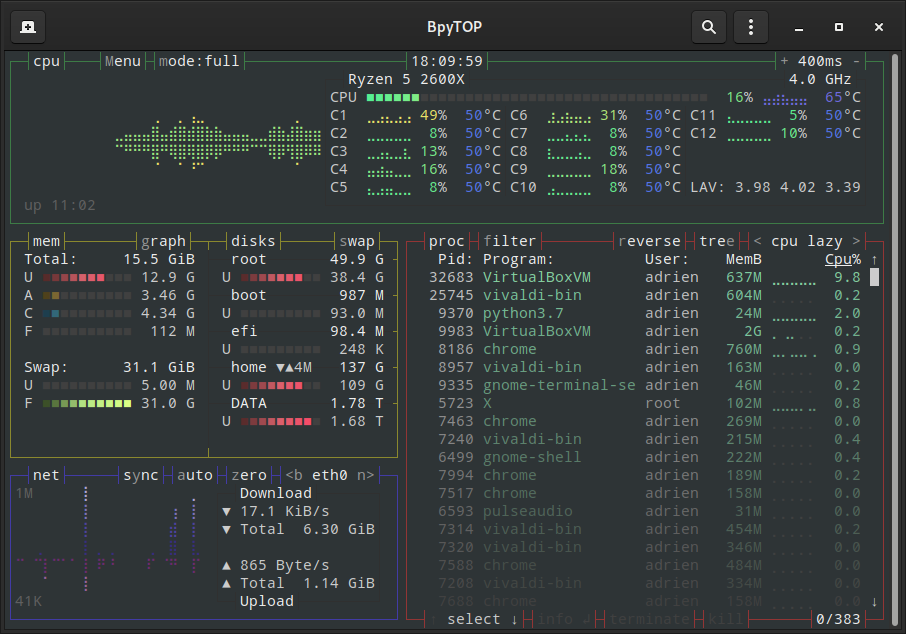 BpyTOP
cpu Menu mode:full 18:09:59 + 400ms -
Ryzen 5 2600X 4.0 GHz
CPU 16% 65°C
C1 49% 50°C C6 31% 50°C C11 5% 50°C
C2 8% 50°C C7 8% 50°C C12 10% 50°C
C3 13% 50°C C8 8% 50°C
C4 16% 50°C C9 18% 50°C
C5 8% 50°C C10 8% 50°C LAV: 3.98 4.02 3.39
up 11:02
mem graph disks swap
Total: 15.5 GiB root 49.9 G
U 12.9 G U 38.4 G
A 3.46 G boot 987 M
C 4.34 G U 93.0 M
F 112 M efi 98.4 M
U 248 K
Swap: 31.1 GiB home ▼▲4M 137 G
U 5.00 M U 109 G
F 31.0 G DATA 1.78 T
U 1.68 T
net sync auto zero <b eth0 n>
1M Download
▼ 17.1 KiB/s
▼ Total 6.30 GiB
▲ 865 Byte/s
▲ Total 1.14 GiB
41K Upload
proc filter reverse tree < cpu lazy >
Pid: Program: User: MemB Cpu% ↑
32683 VirtualBoxVM adrien 637M 9.8
25745 vivaldi-bin adrien 604M 0.2
9370 python3.7 adrien 24M 2.0
9983 VirtualBoxVM adrien 2G 0.2
8186 chrome adrien 760M 0.9
8957 vivaldi-bin adrien 163M 0.0
9335 gnome-terminal-se adrien 46M 0.2
5723 X root 102M 0.8
7463 chrome adrien 269M 0.0
7240 vivaldi-bin adrien 215M 0.4
6499 gnome-shell adrien 222M 0.4
7994 chrome adrien 189M 0.2
7517 chrome adrien 158M 0.0
6593 pulseaudio adrien 31M 0.0
7314 vivaldi-bin adrien 454M 0.2
7320 vivaldi-bin adrien 346M 0.0
7588 chrome adrien 484M 0.0
7208 vivaldi-bin adrien 334M 0.0
7688 chrome adrien 158M 0.0 ↓
↑ select ↓ info ↲ terminate kill 0/383